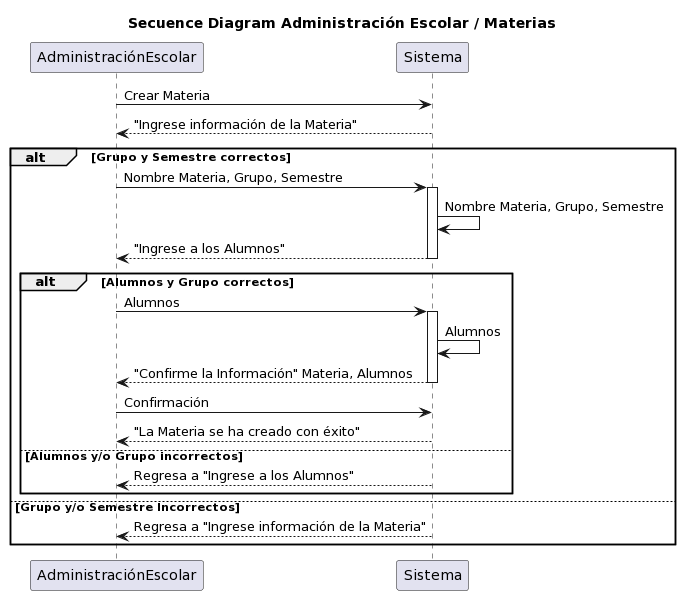 Secuence Diagram Administración Escolar / Materias
AdministraciónEscolar Sistema
Crear Materia
"Ingrese información de la Materia"
alt [Grupo y Semestre correctos]
Nombre Materia, Grupo, Semestre
Nombre Materia, Grupo, Semestre
"Ingrese a los Alumnos"
alt [Alumnos y Grupo correctos]
Alumnos
Alumnos
"Confirme la Información" Materia, Alumnos
Confirmación
"La Materia se ha creado con éxito"
[Alumnos y/o Grupo incorrectos]
Regresa a "Ingrese a los Alumnos"
[Grupo y/o Semestre Incorrectos]
Regresa a "Ingrese información de la Materia"
AdministraciónEscolar Sistema